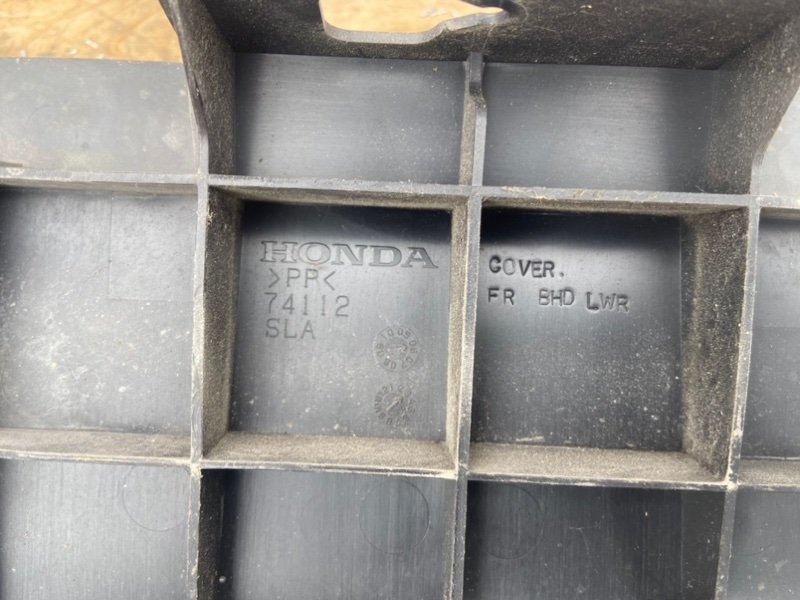 HONDA
>PP<
74112
SLA
COVER.
FR BHD LWR